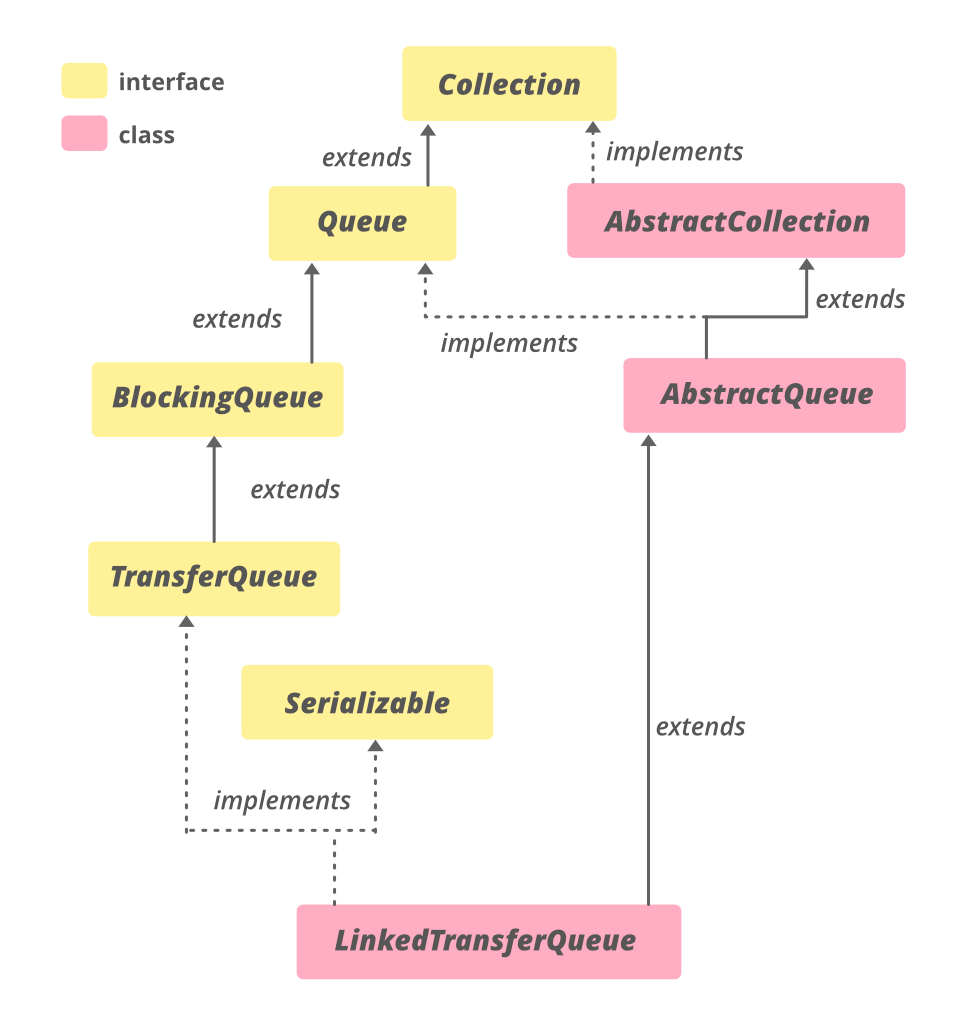 interface
class
Collection
extends
implements
Queue
AbstractCollection
extends
extends
implements
BlockingQueue
AbstractQueue
extends
TransferQueue
Serializable
extends
implements
LinkedTransferQueue